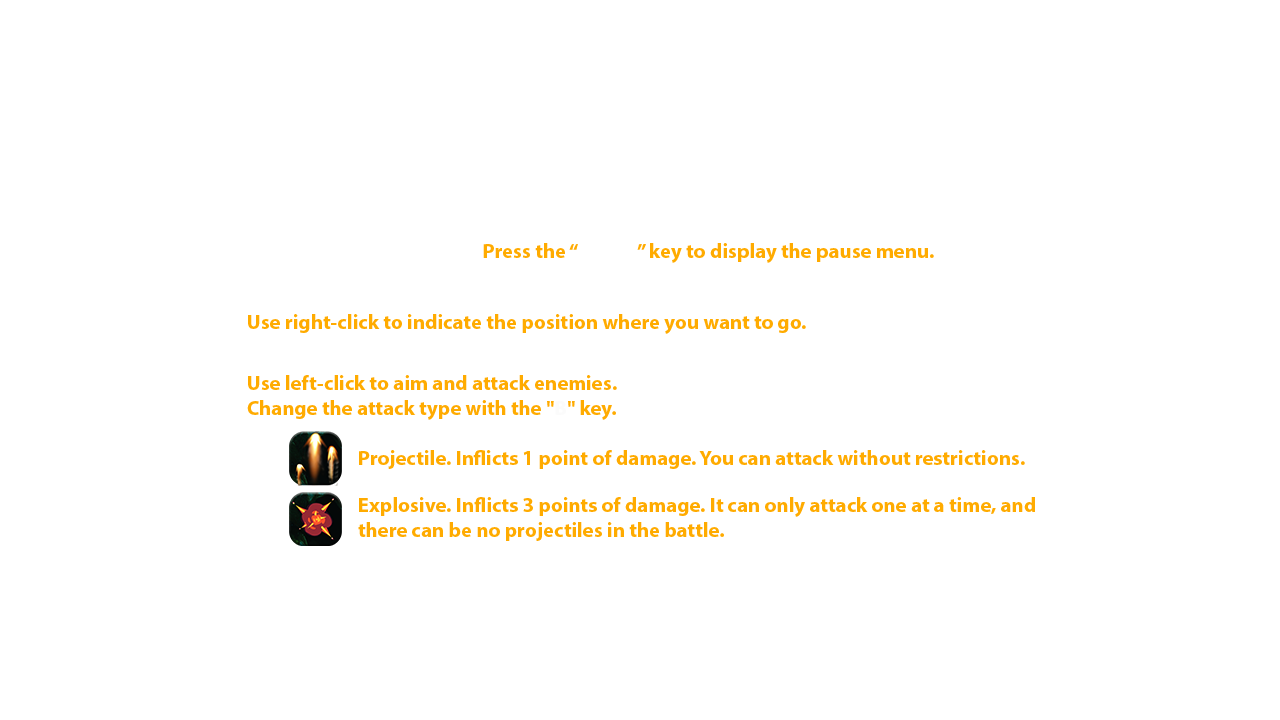 Press the “ ” key to display the pause menu.
Use right-click to indicate the position where you want to go.
Use left-click to aim and attack enemies.
Change the attack type with the " " key.
Projectile. Inflicts 1 point of damage. You can attack without restrictions.
Explosive. Inflicts 3 points of damage. It can only attack one at a time, and
there can be no projectiles in the battle.